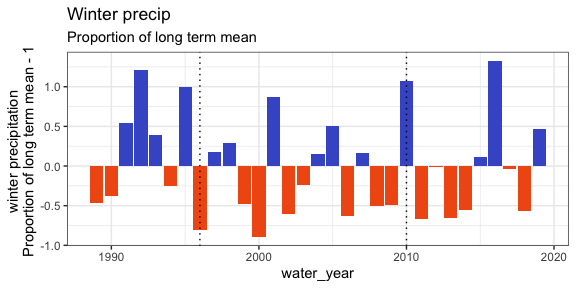 Winter precip
Proportion of long term mean
winter precipitation
Proportion of long term mean - 1
1.0
0.5
0.0
-0.5
-1.0
1990 2000 2010 2020
water_year